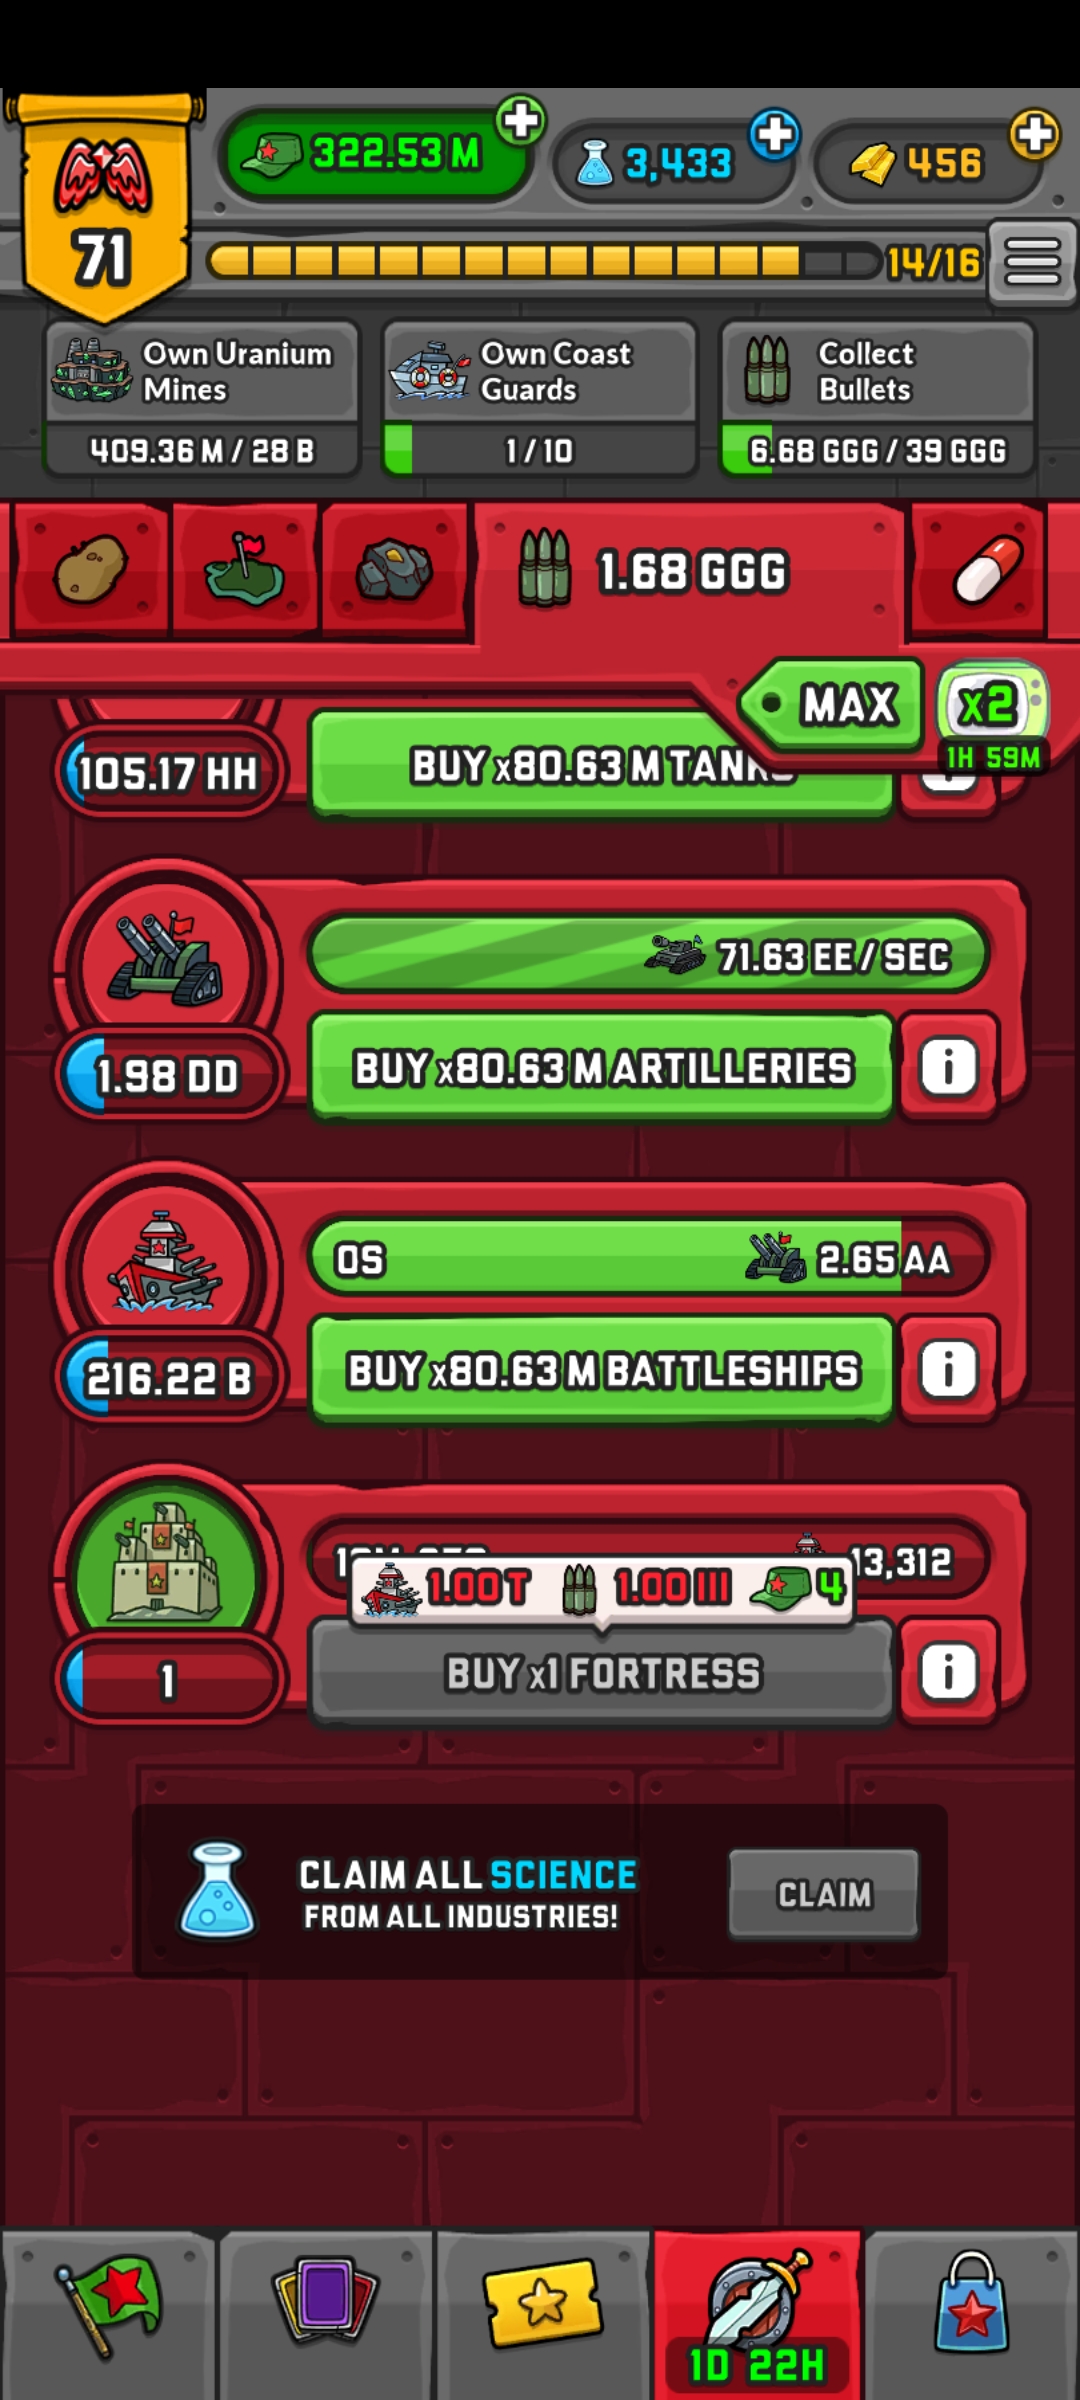 322.53 M
3,433
456
71
14/16
Own Uranium
Mines
409.36 M / 28 B
Own Coast
Guards
1 / 10
Collect
Bullets
6.68 GGG / 39 GGG
1.68 GGG
MAX
x2
1H 59M
105.17 HH
BUY x80.63 M TANKS
71.63 EE / SEC
1.98 DD
BUY x80.63 M ARTILLERIES
i
0S
2.65 AA
216.22 B
BUY x80.63 M BATTLESHIPS
i
13,312
1.00 T
1.00 III
4
1
BUY x1 FORTRESS
i
CLAIM ALL SCIENCE
FROM ALL INDUSTRIES!
CLAIM
1D 22H